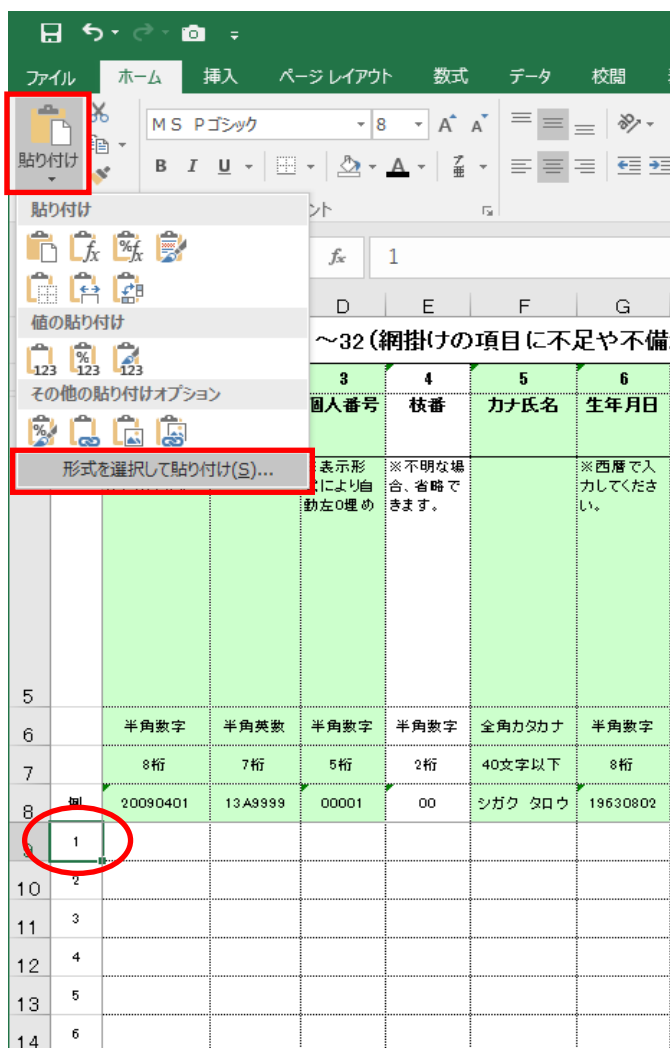 ファイル ホーム 挿入 ページ レイアウト 数式 データ 校閲
貼り付け
ＭＳ Ｐゴシック 8 A A
B I U A ア亜
ント
貼り付け
fx %fx
値の貼り付け
123 % 123 123
その他の貼り付けオプション
%
形式を選択して貼り付け(S)...
fx 1
D E F G
～32（網掛けの項目に不足や不備
3 4 5 6
個人番号 枝番 カナ氏名 生年月日
※不明な場 ※西暦で入
合、省略で 力してくださ
動左0埋め きます。 い。
表示形
により自
5
6 半角数字 半角英数 半角数字 半角数字 全角カタカナ 半角数字
7 8桁 7桁 5桁 2桁 40文字以下 8桁
8 例 20090401 13A9999 00001 00 シガク タロウ 19630802
9 1
10 2
11 3
12 4
13 5
14 6